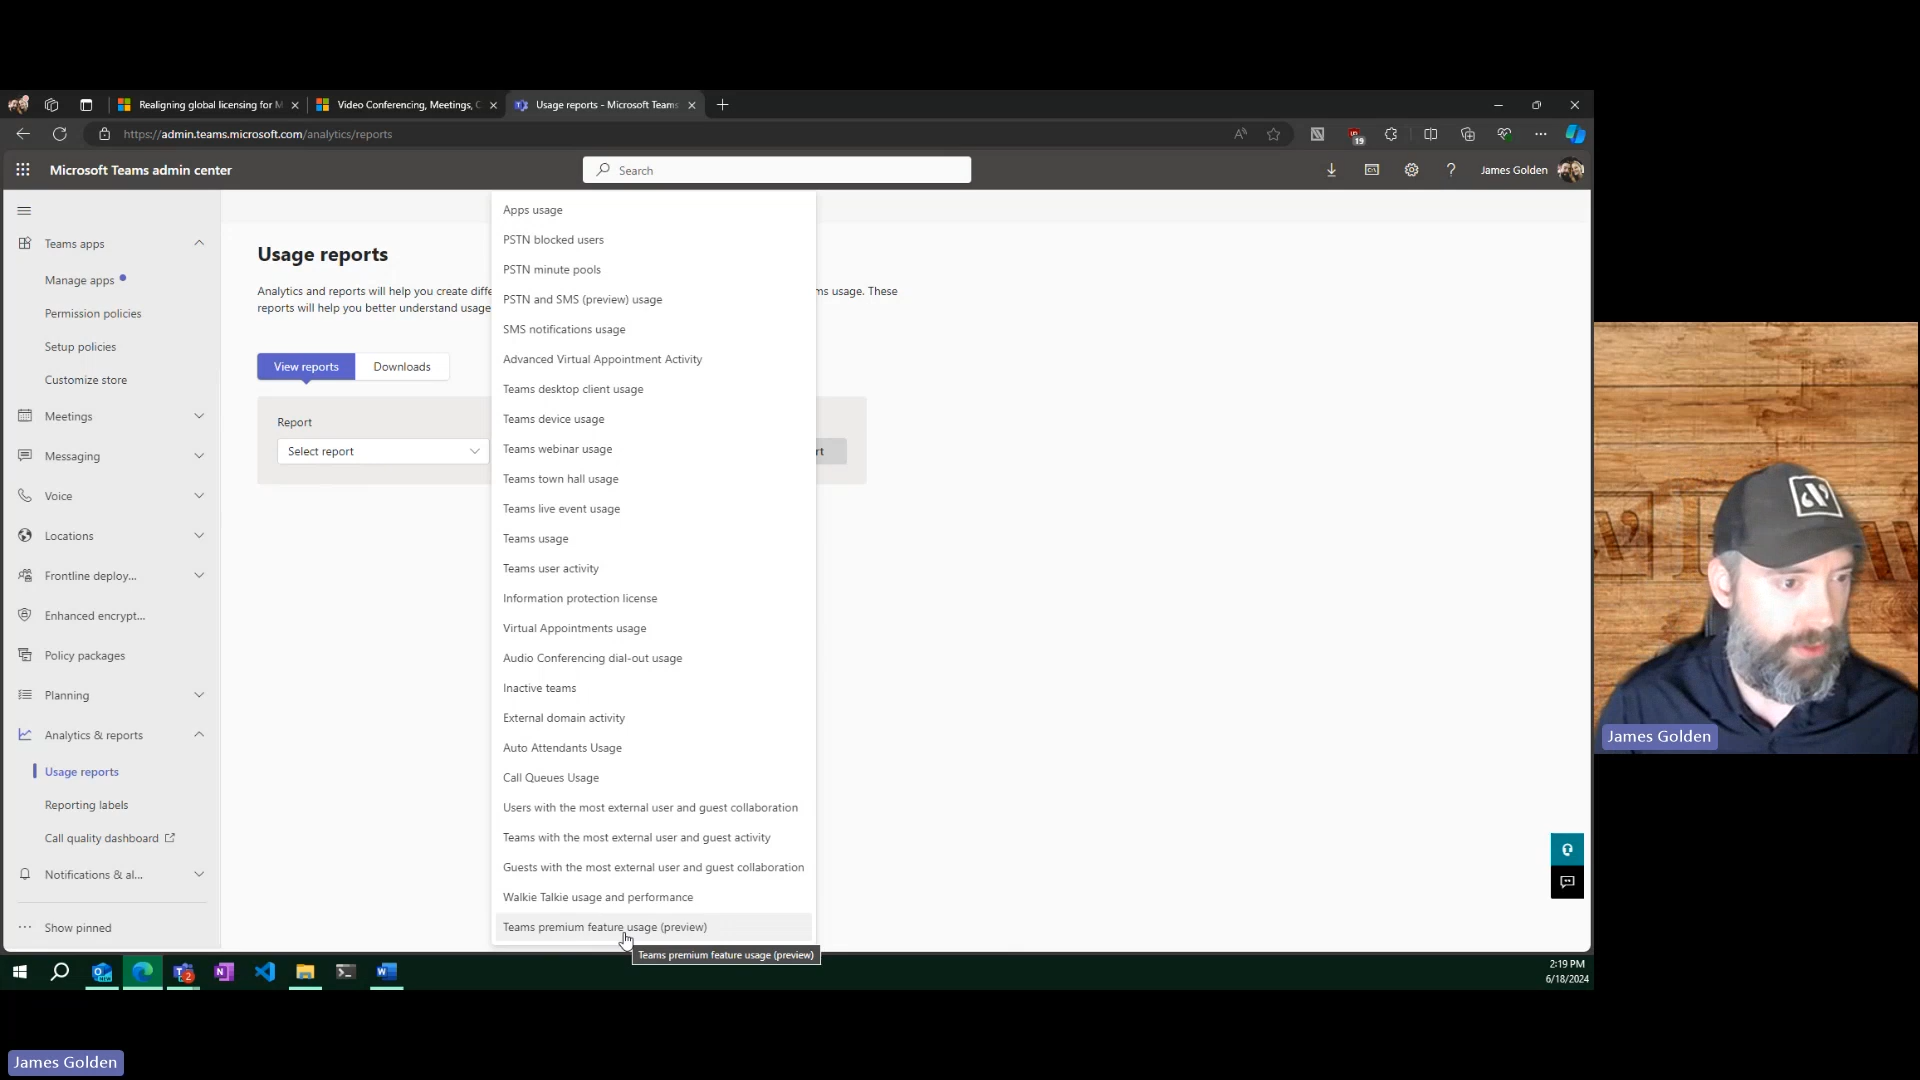 Realigning global licensing for M
Video Conferencing, Meetings, C
Usage reports - Microsoft Teams
https://admin.teams.microsoft.com/analytics/reports
19
Microsoft Teams admin center
Search
James Golden
Teams apps
Manage apps
Permission policies
Setup policies
Customize store
Meetings
Messaging
Voice
Locations
Frontline deploy...
Enhanced encrypt...
Policy packages
Planning
Analytics & reports
Usage reports
Reporting labels
Call quality dashboard
Notifications & al...
Show pinned
Usage reports
Analytics and reports will help you create diffe
ms usage. These
reports will help you better understand usage
View reports
Downloads
Report
Select report
rt
Apps usage
PSTN blocked users
PSTN minute pools
PSTN and SMS (preview) usage
SMS notifications usage
Advanced Virtual Appointment Activity
Teams desktop client usage
Teams device usage
Teams webinar usage
Teams town hall usage
Teams live event usage
Teams usage
Teams user activity
Information protection license
Virtual Appointments usage
Audio Conferencing dial-out usage
Inactive teams
External domain activity
Auto Attendants Usage
Call Queues Usage
Users with the most external user and guest collaboration
Teams with the most external user and guest activity
Guests with the most external user and guest collaboration
Walkie Talkie usage and performance
Teams premium feature usage (preview)
Teams premium feature usage (preview)
2:19 PM
6/18/2024
James Golden
James Golden